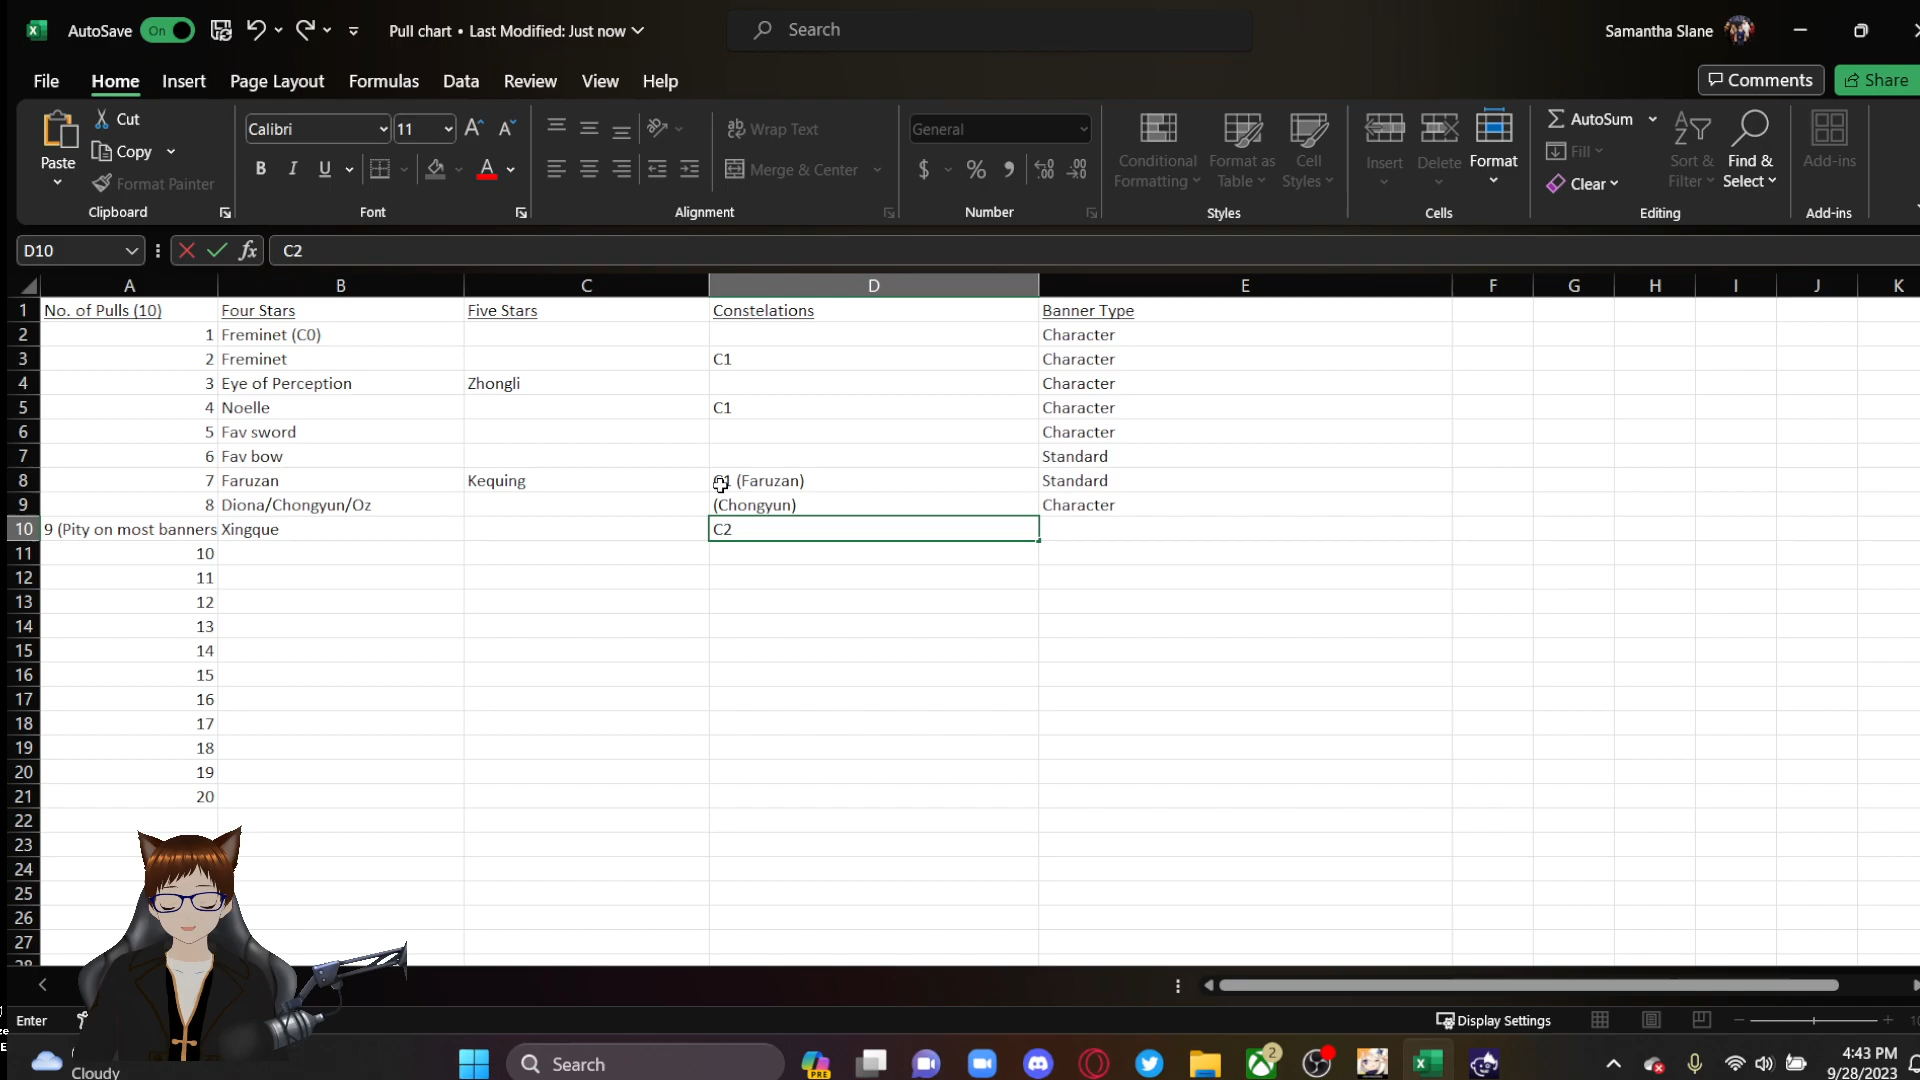 AutoSave On Pull chart • Last Modified: Just now Search Samantha Slane
File Home Insert Page Layout Formulas Data Review View Help Comments Share
Paste Cut Copy Format Painter Clipboard
Calibri 11 B I U A Font
Wrap Text Merge & Center Alignment
General $ % Number
Conditional Formatting Format as Table Cell Styles Styles
Insert Delete Format Cells
AutoSum Fill Clear Sort & Filter Find & Select Editing
Add-ins Add-ins
D10 fx C2
A B C D E F G H I J K
1 No. of Pulls (10) Four Stars Five Stars Constelations Banner Type
2 1 Freminet (C0) Character
3 2 Freminet C1 Character
4 3 Eye of Perception Zhongli Character
5 4 Noelle C1 Character
6 5 Fav sword Character
7 6 Fav bow Standard
8 7 Faruzan Kequing C1 (Faruzan) Standard
9 8 Diona/Chongyun/Oz (Chongyun) Character
10 9 (Pity on most banners Xingque C2
11 10
12 11
13 12
14 13
15 14
16 15
17 16
18 17
19 18
20 19
21 20
22
23
24
25
26
27
Enter Display Settings
Cloudy Search PRE 2 4:43 PM
9/28/2023